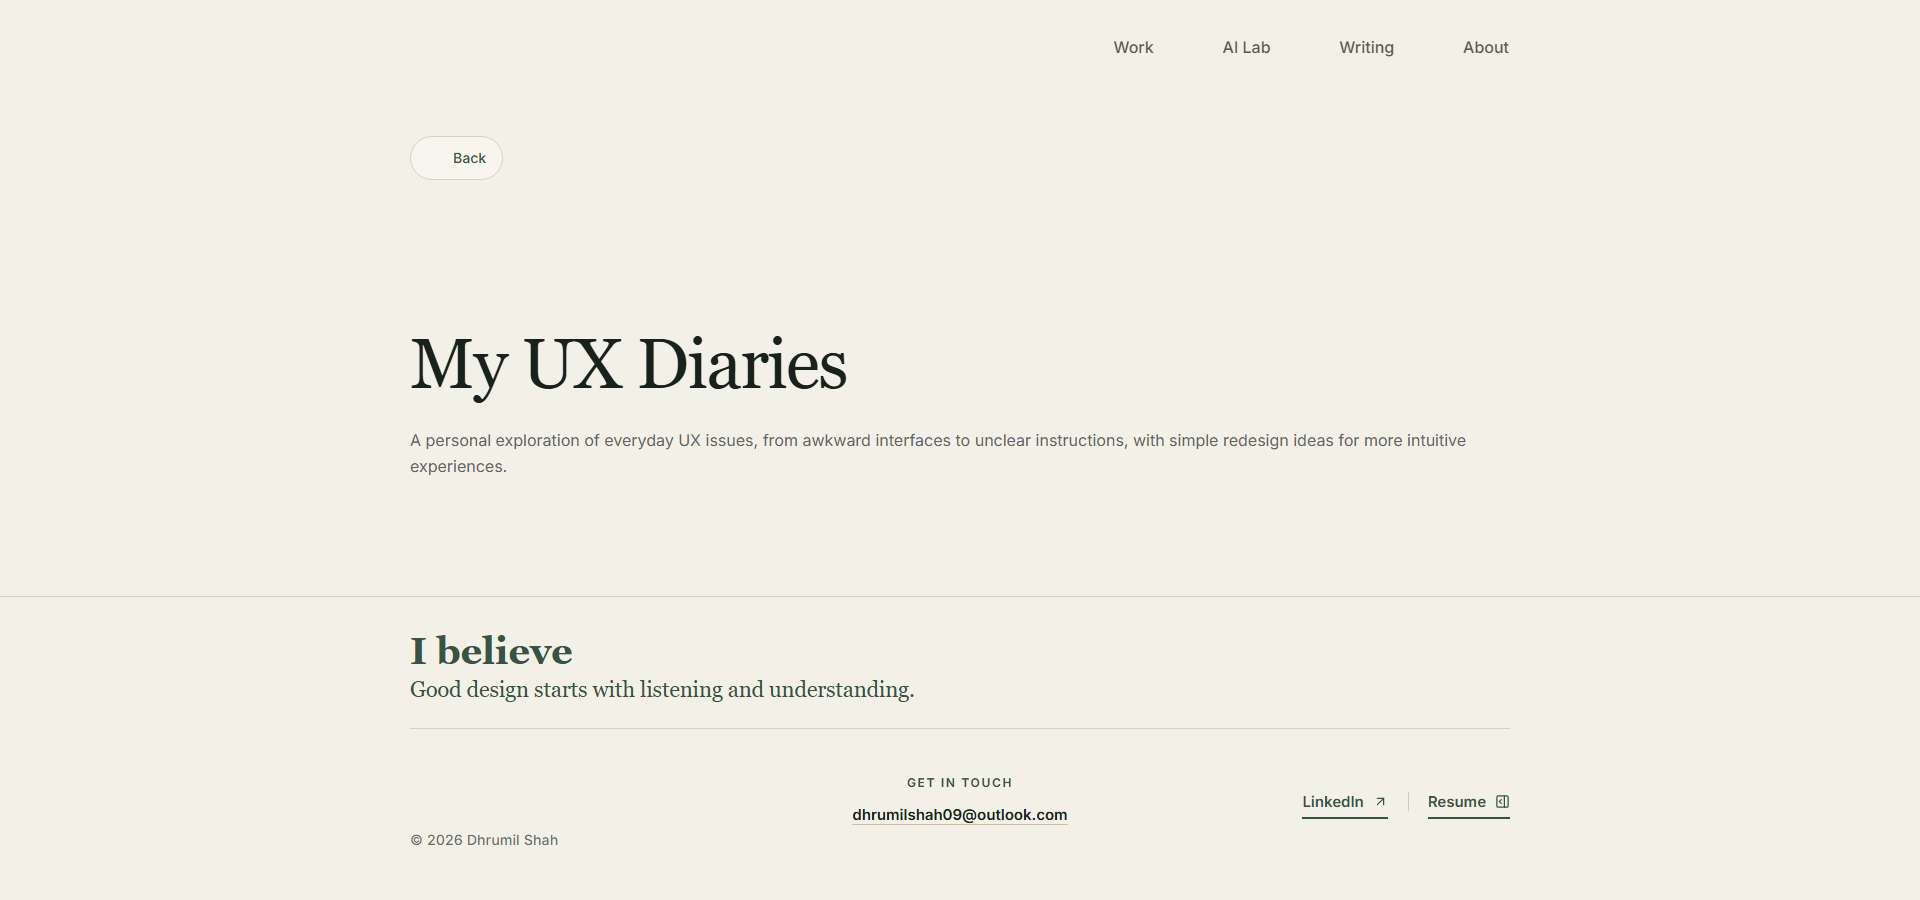 Work
AI Lab
Writing
About
Back
My UX Diaries
A personal exploration of everyday UX issues, from awkward interfaces to unclear instructions, with simple redesign ideas for more intuitive
experiences.
I believe
Good design starts with listening and understanding.
GET IN TOUCH
dhrumilshah09@outlook.com
LinkedIn
Resume
© 2026 Dhrumil Shah